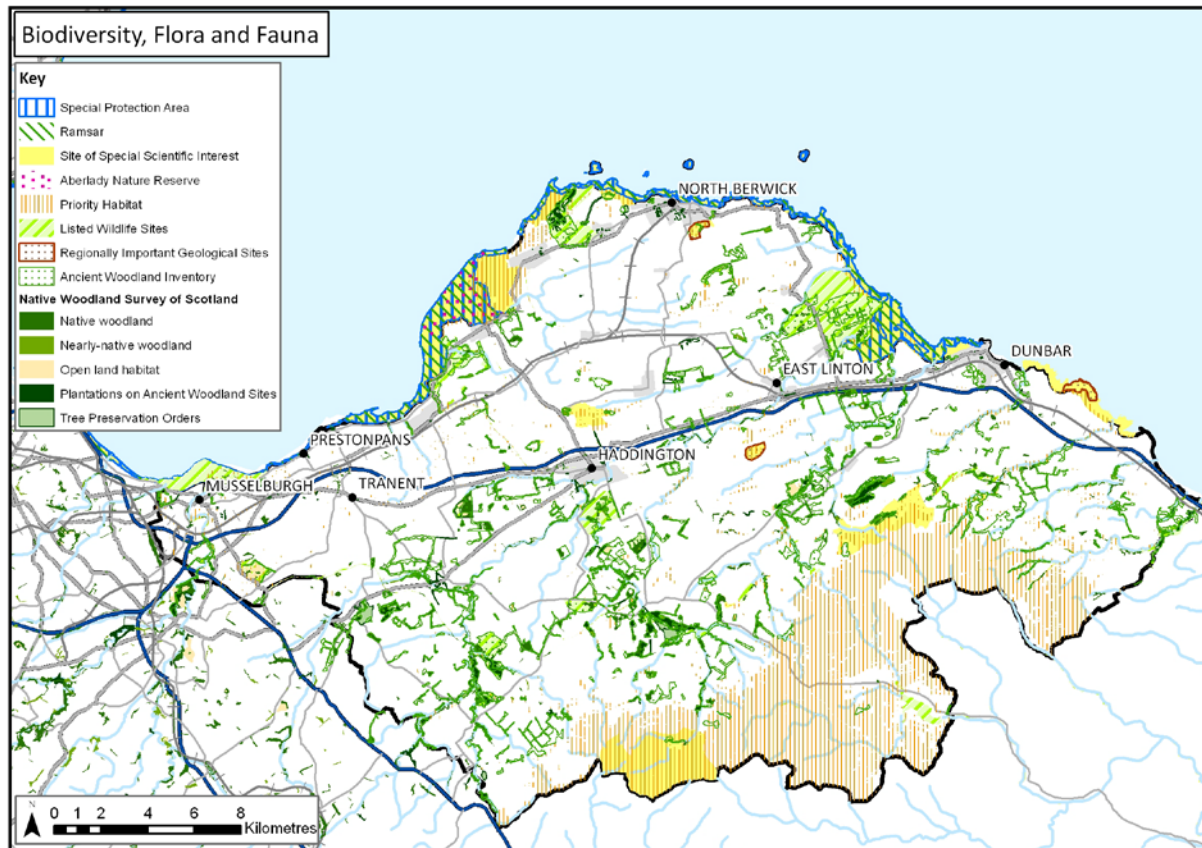 Biodiversity, Flora and Fauna
Key
Special Protection Area
Ramsar
Site of Special Scientific Interest
Aberlady Nature Reserve
Priority Habitat
Listed Wildlife Sites
Regionally Important Geological Sites
Ancient Woodland Inventory
Native Woodland Survey of Scotland
Native woodland
Nearly-native woodland
Open land habitat
Plantations on Ancient Woodland Sites
Tree Preservation Orders
NORTH BERWICK
DUNBAR
EAST LINTON
PRESTONPANS
HADDINGTON
MUSSELBURGH
TRANENT
N
0 1 2 4 6 8
Kilometres